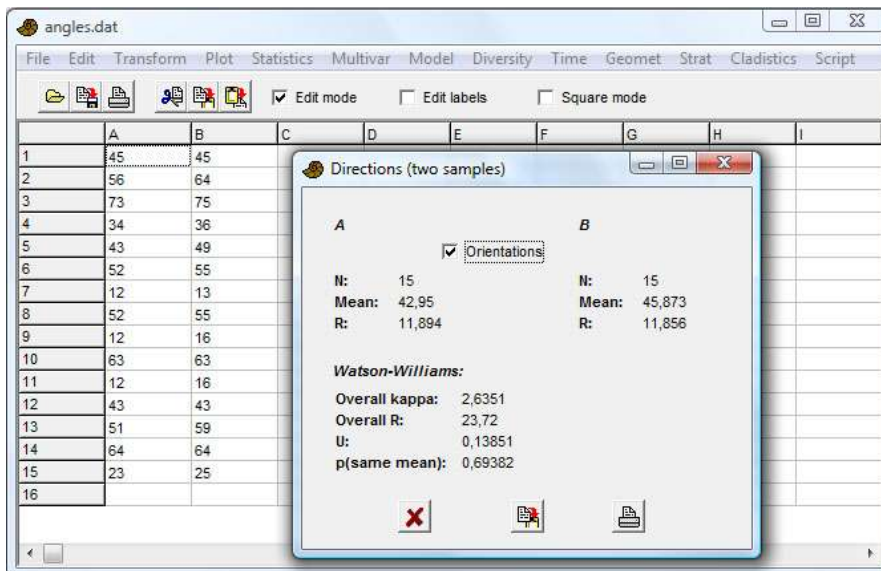 angles.dat
File Edit Transform Plot Statistics Multivar Model Diversity Time Geomet Strat Cladistics Script
Edit mode Edit labels Square mode
A B C D E F G H I
1 45 45
2 56 64
3 73 75
4 34 36
5 43 49
6 52 55
7 12 13
8 52 55
9 12 16
10 63 63
11 12 16
12 43 43
13 51 59
14 64 64
15 23 25
16
Directions (two samples)
A B
Orientations
N: 15 N: 15
Mean: 42,95 Mean: 45,873
R: 11,894 R: 11,856
Watson-Williams:
Overall kappa: 2,6351
Overall R: 23,72
U: 0,13851
p(same mean): 0,69382